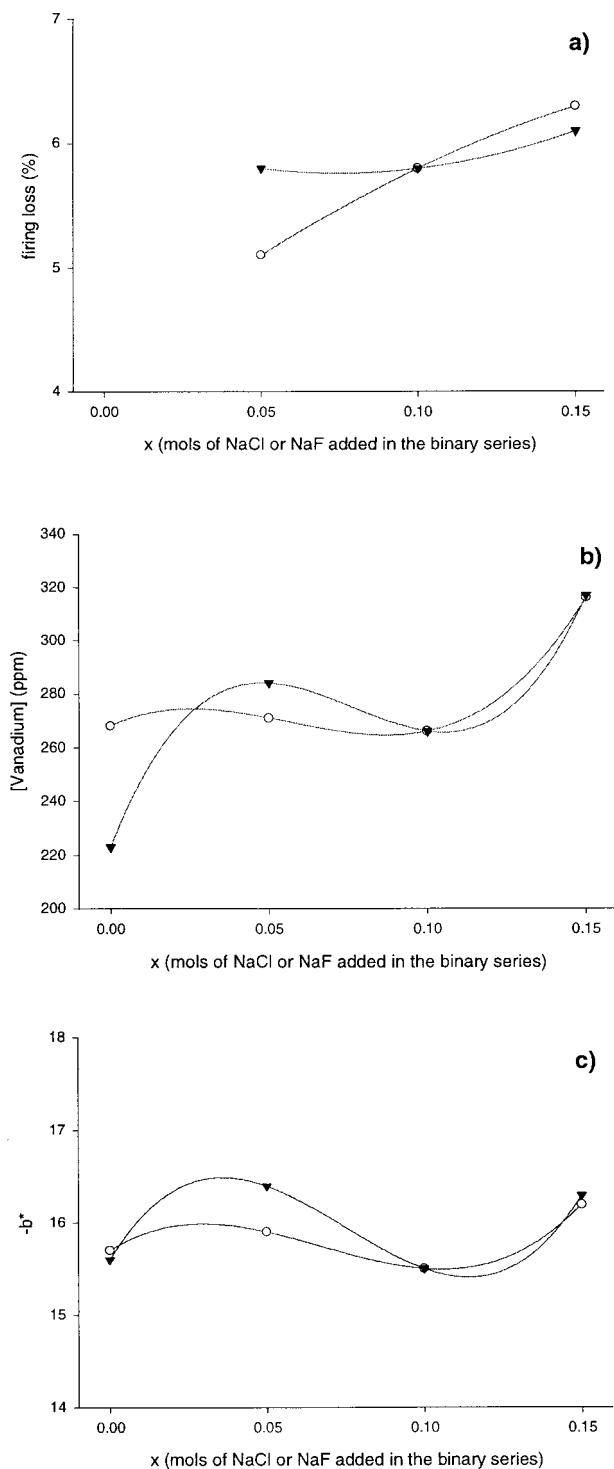 a)
7
6
5
4
firing loss (%)
0.00 0.05 0.10 0.15
x (mols of NaCl or NaF added in the binary series)
b)
340
320
300
280
260
240
220
200
[Vanadium] (ppm)
0.00 0.05 0.10 0.15
x (mols of NaCl or NaF added in the binary series)
c)
18
17
16
15
14
-b*
0.00 0.05 0.10 0.15
x (mols of NaCl or NaF added in the binary series)